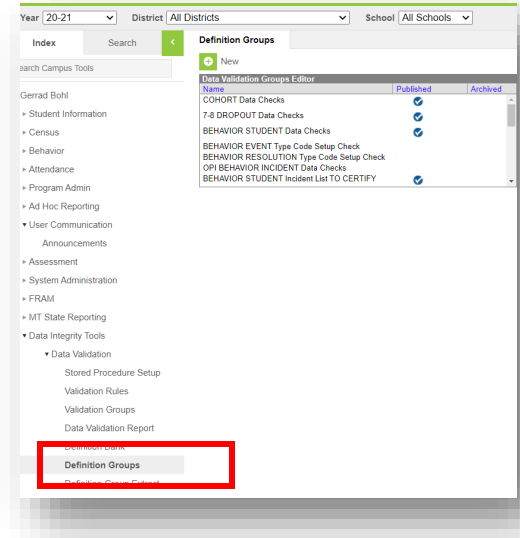 Year 20-21 District All Districts School All Schools
Index Search <
earch Campus Tools
Gerrad Bohl
Student Information
Census
Behavior
Attendance
Program Admin
Ad Hoc Reporting
User Communication
Announcements
Assessment
System Administration
FRAM
MT State Reporting
Data Integrity Tools
Data Validation
Stored Procedure Setup
Validation Rules
Validation Groups
Data Validation Report
Definition Bank
Definition Groups
Definition Group Extract
Definition Groups
New
Data Validation Groups Editor
Name Published Archived
COHORT Data Checks
7-8 DROPOUT Data Checks
BEHAVIOR STUDENT Data Checks
BEHAVIOR EVENT Type Code Setup Check
BEHAVIOR RESOLUTION Type Code Setup Check
OPI BEHAVIOR INCIDENT Data Checks
BEHAVIOR STUDENT Incident List TO CERTIFY